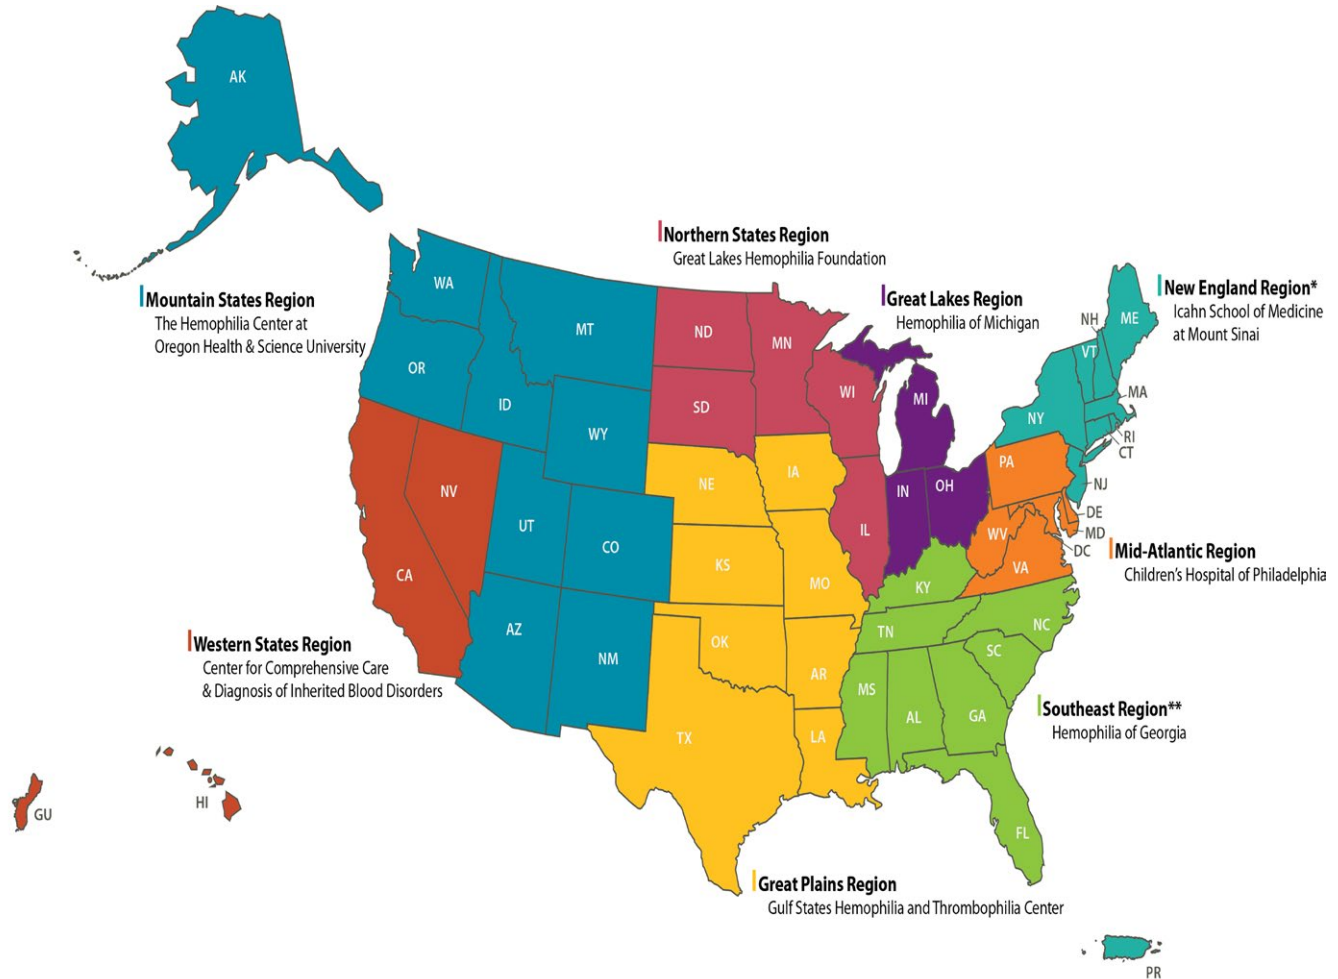 AK
Northern States Region
Great Lakes Hemophilia Foundation
Mountain States Region
The Hemophilia Center at
Oregon Health & Science University
Great Lakes Region
Hemophilia of Michigan
New England Region*
Icahn School of Medicine
at Mount Sinai
WA
MT
ND
MN
NH
ME
VT
OR
ID
SD
WI
MI
MA
WY
NY
RI
CT
NV
NE
IA
PA
IN
OH
NJ
UT
CO
IL
DE
MD
WV
DC
Mid-Atlantic Region
Children’s Hospital of Philadelphia
CA
KS
MO
KY
VA
AZ
NM
OK
AR
TN
NC
SC
Western States Region
Center for Comprehensive Care
& Diagnosis of Inherited Blood Disorders
MS
AL
GA
Southeast Region**
Hemophilia of Georgia
TX
LA
GU
HI
FL
Great Plains Region
Gulf States Hemophilia and Thrombophilia Center
PR